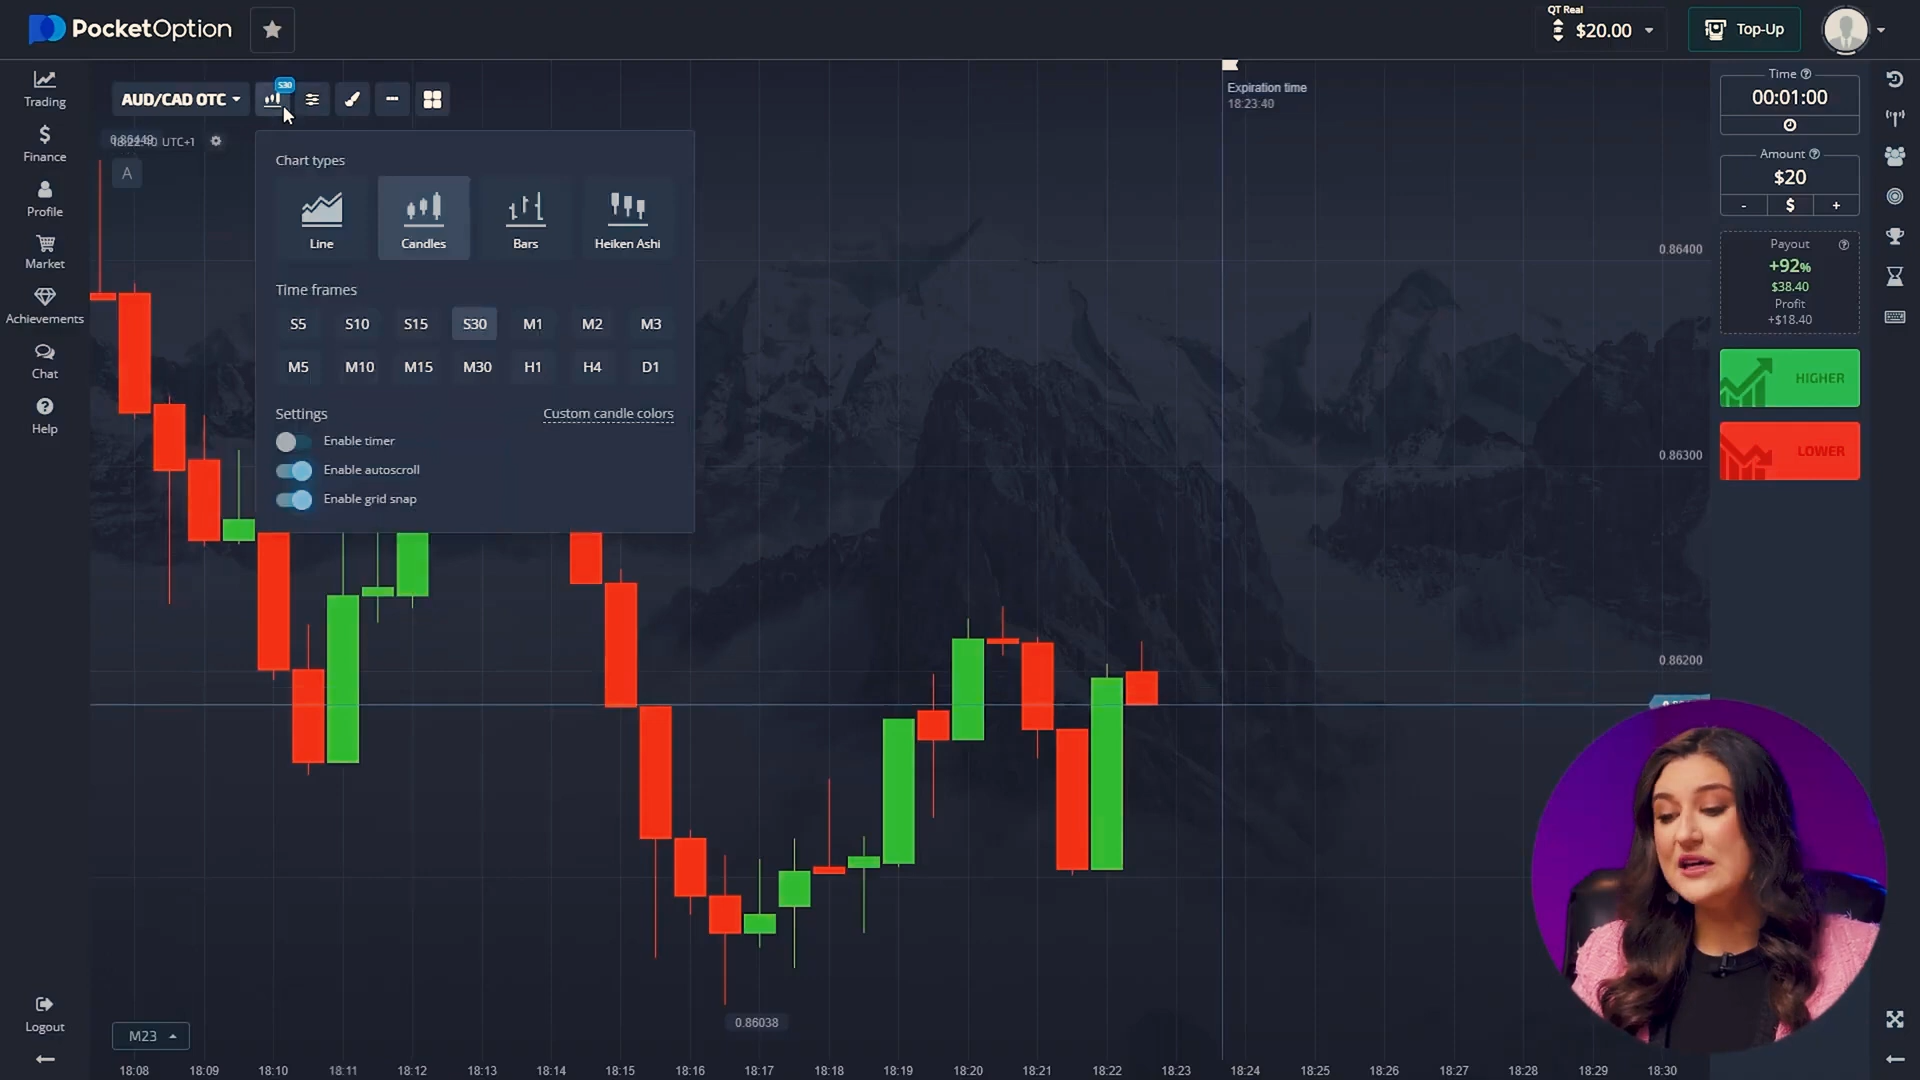 PocketOption
QT Real
$20.00
Top-Up
Trading
Finance
Profile
Market
Achievements
Chat
Help
Logout
AUD/CAD OTC
S30
UTC+1
A
Chart types
Line
Candles
Bars
Heiken Ashi
Time frames
S5 S10 S15 S30 M1 M2 M3
M5 M10 M15 M30 H1 H4 D1
Settings
Custom candle colors
Enable timer
Enable autoscroll
Enable grid snap
Expiration time
18:23:40
0.86400
0.86300
0.86200
0.86038
M23
18:08 18:09 18:10 18:11 18:12 18:13 18:14 18:15 18:16 18:17 18:18 18:19 18:20 18:21 18:22 18:23 18:24 18:25 18:26 18:27 18:28 18:29 18:30
Time
00:01:00
Amount
$20
- $ +
Payout
+92%
$38.40
Profit
+$18.40
HIGHER
LOWER